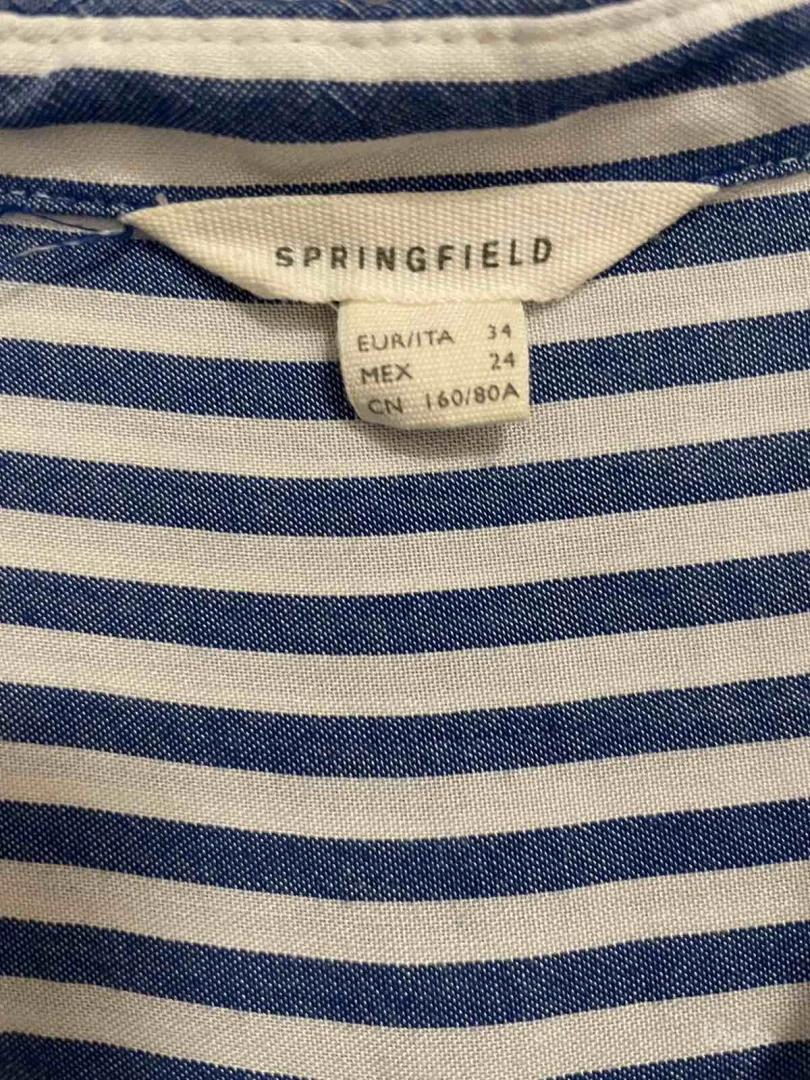 SPRINGFIELD
EUR/ITA 34
MEX 24
CN 160/80A